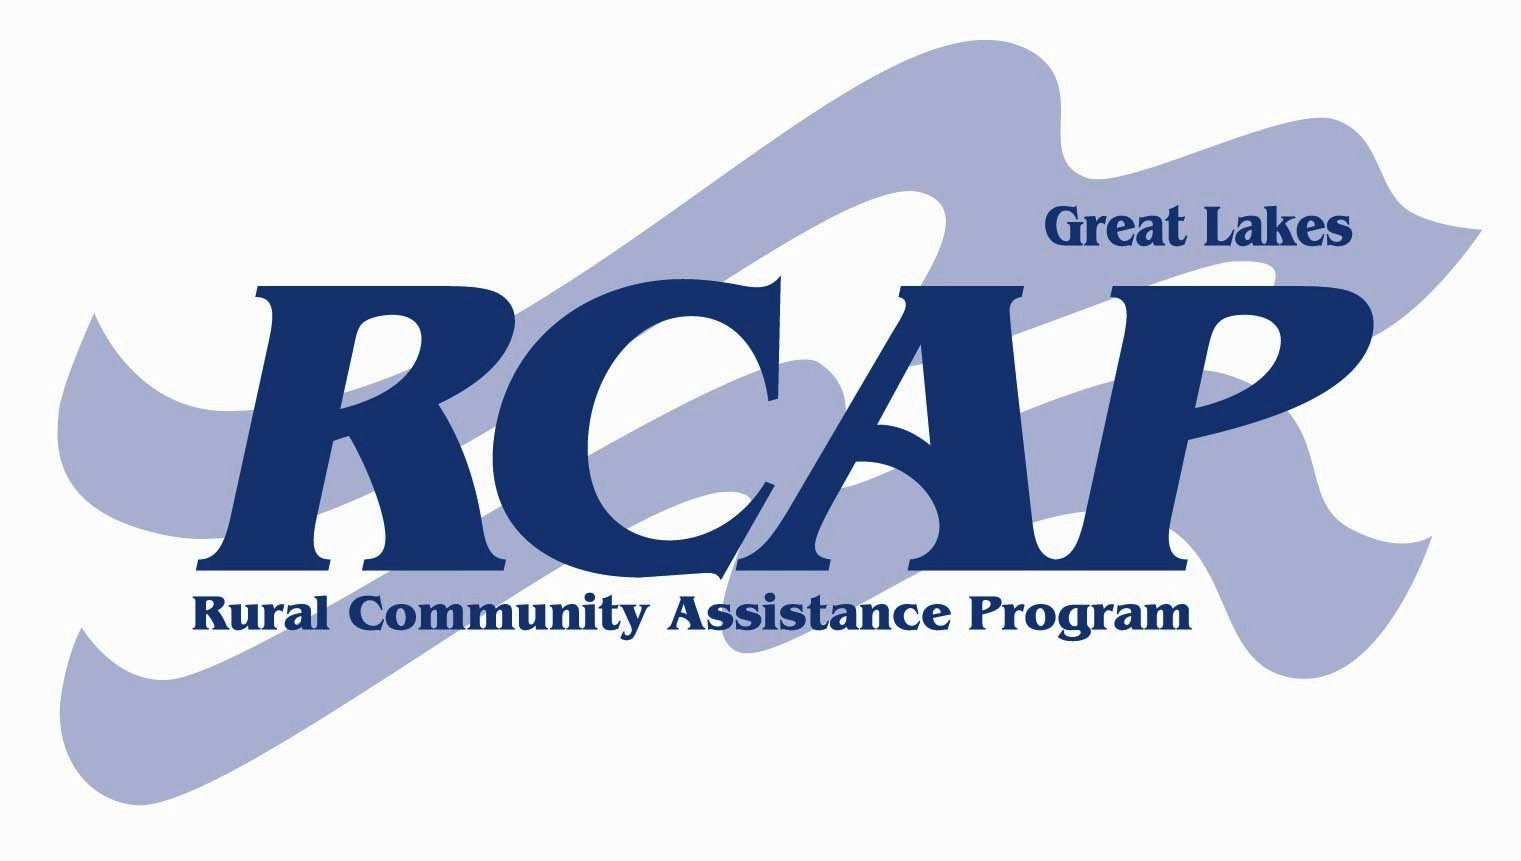 Great Lakes
RCAP
Rural Community Assistance Program